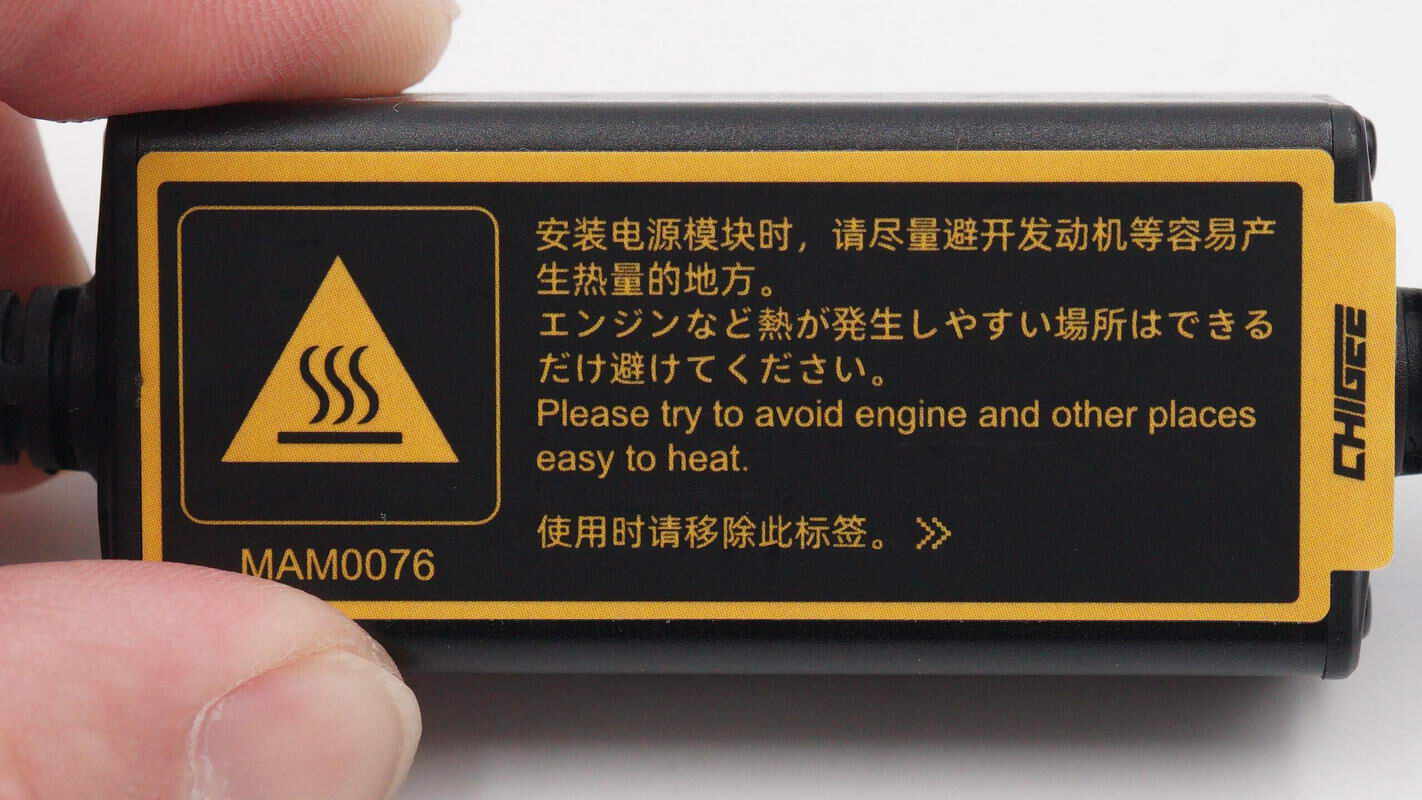 安装电源模块时，请尽量避开发动机等容易产
生热量的地方。
エンジンなど熱が発生しやすい場所はできる
だけ避けてください。
Please try to avoid engine and other places
easy to heat.
使用时请移除此标签。 »
MAM0076
CHIGEE